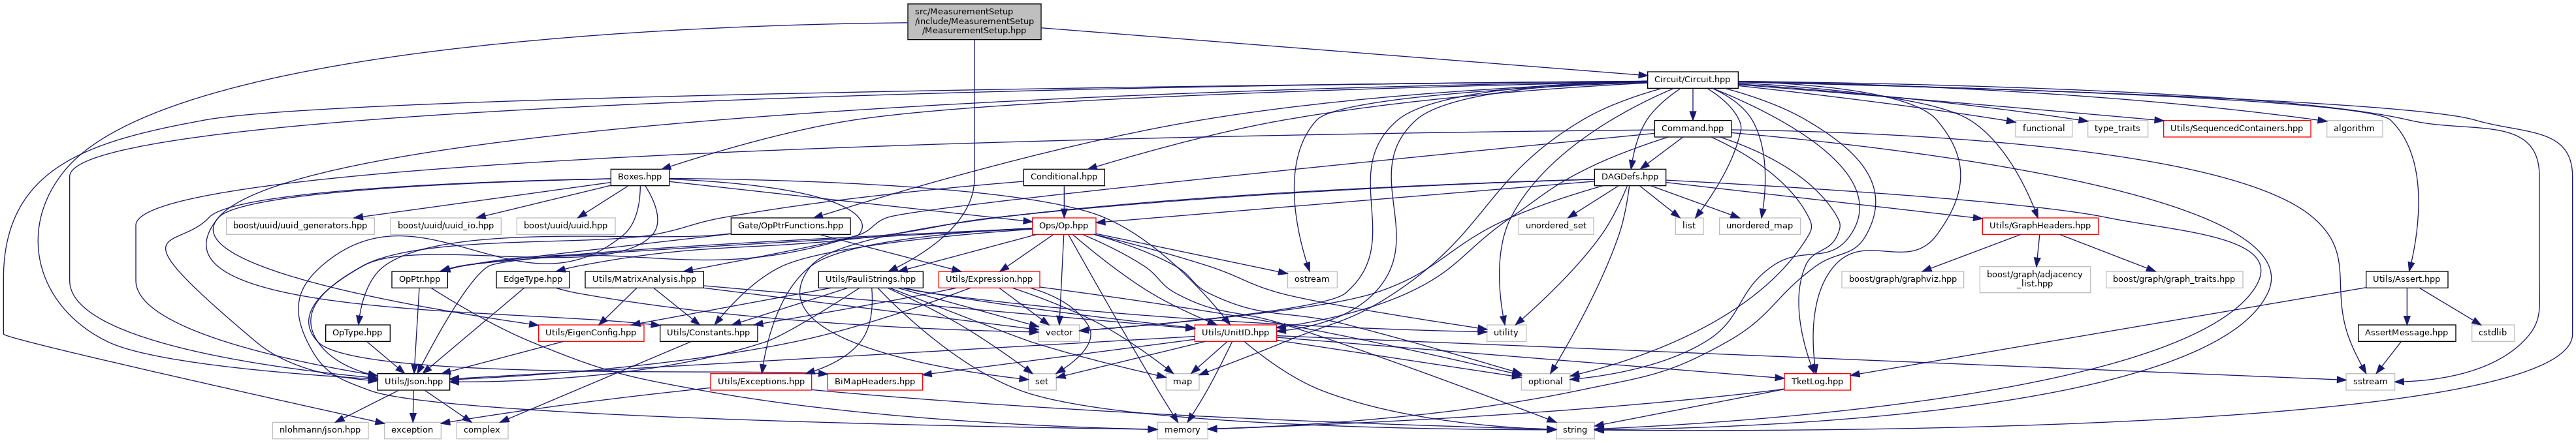 src/MeasurementSetup
/include/MeasurementSetup
/MeasurementSetup.hpp
Circuit/Circuit.hpp
Command.hpp
functional
type_traits
Utils/SequencedContainers.hpp
algorithm
Boxes.hpp
Conditional.hpp
DAGDefs.hpp
boost/uuid/uuid_generators.hpp
boost/uuid/uuid_io.hpp
boost/uuid/uuid.hpp
Gate/OpPtrFunctions.hpp
Ops/Op.hpp
unordered_set
list
unordered_map
Utils/GraphHeaders.hpp
OpPtr.hpp
EdgeType.hpp
Utils/MatrixAnalysis.hpp
Utils/PauliStrings.hpp
Utils/Expression.hpp
ostream
boost/graph/graphviz.hpp
boost/graph/adjacency
_list.hpp
boost/graph/graph_traits.hpp
Utils/Assert.hpp
OpType.hpp
Utils/EigenConfig.hpp
Utils/Constants.hpp
vector
Utils/UnitID.hpp
utility
AssertMessage.hpp
cstdlib
Utils/Json.hpp
Utils/Exceptions.hpp
BiMapHeaders.hpp
set
map
optional
TketLog.hpp
sstream
nlohmann/json.hpp
exception
complex
memory
string